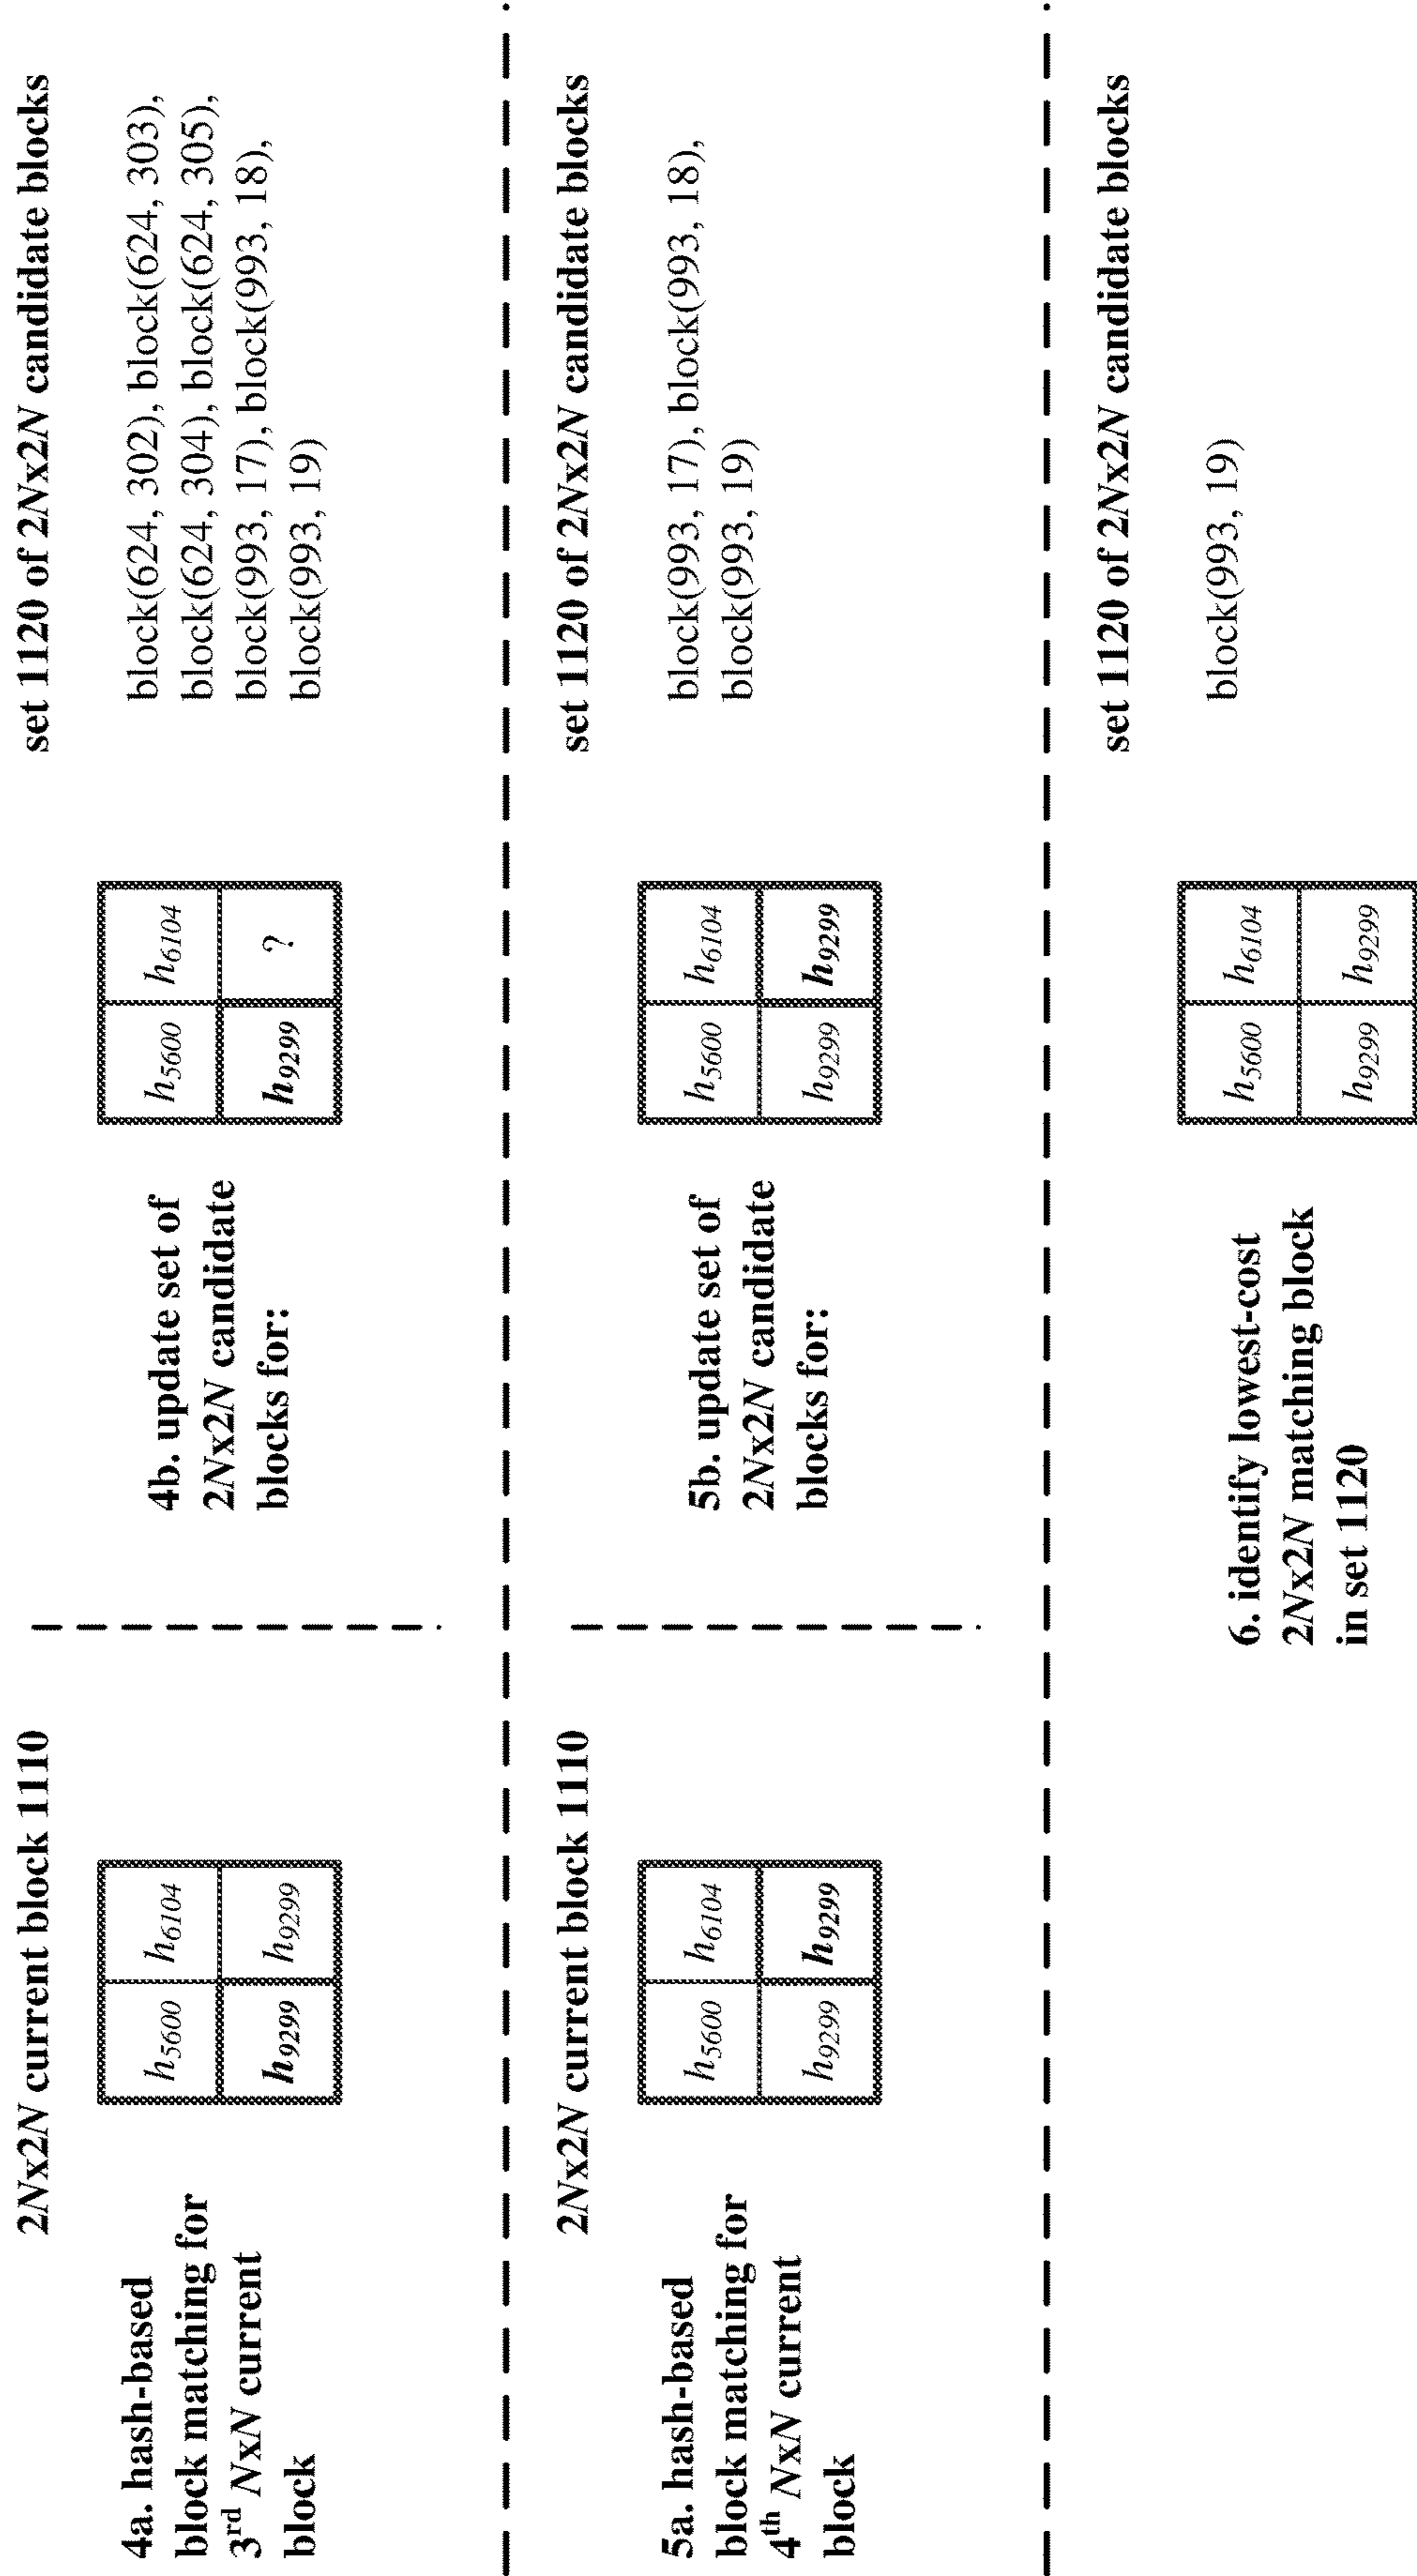 2Nx2N current block 1110
4a. hash-based
block matching for
3rd NxN current
block
h5600 h6104
h9299 h9299
4b. update set of
2Nx2N candidate
blocks for:
h5600 h6104
h9299 ?
set 1120 of 2Nx2N candidate blocks
block(624, 302), block(624, 303),
block(624, 304), block(624, 305),
block(993, 17), block(993, 18),
block(993, 19)
2Nx2N current block 1110
5a. hash-based
block matching for
4th NxN current
block
h5600 h6104
h9299 h9299
5b. update set of
2Nx2N candidate
blocks for:
h5600 h6104
h9299 h9299
set 1120 of 2Nx2N candidate blocks
block(993, 17), block(993, 18),
block(993, 19)
6. identify lowest-cost
2Nx2N matching block
in set 1120
h5600 h6104
h9299 h9299
set 1120 of 2Nx2N candidate blocks
block(993, 19)